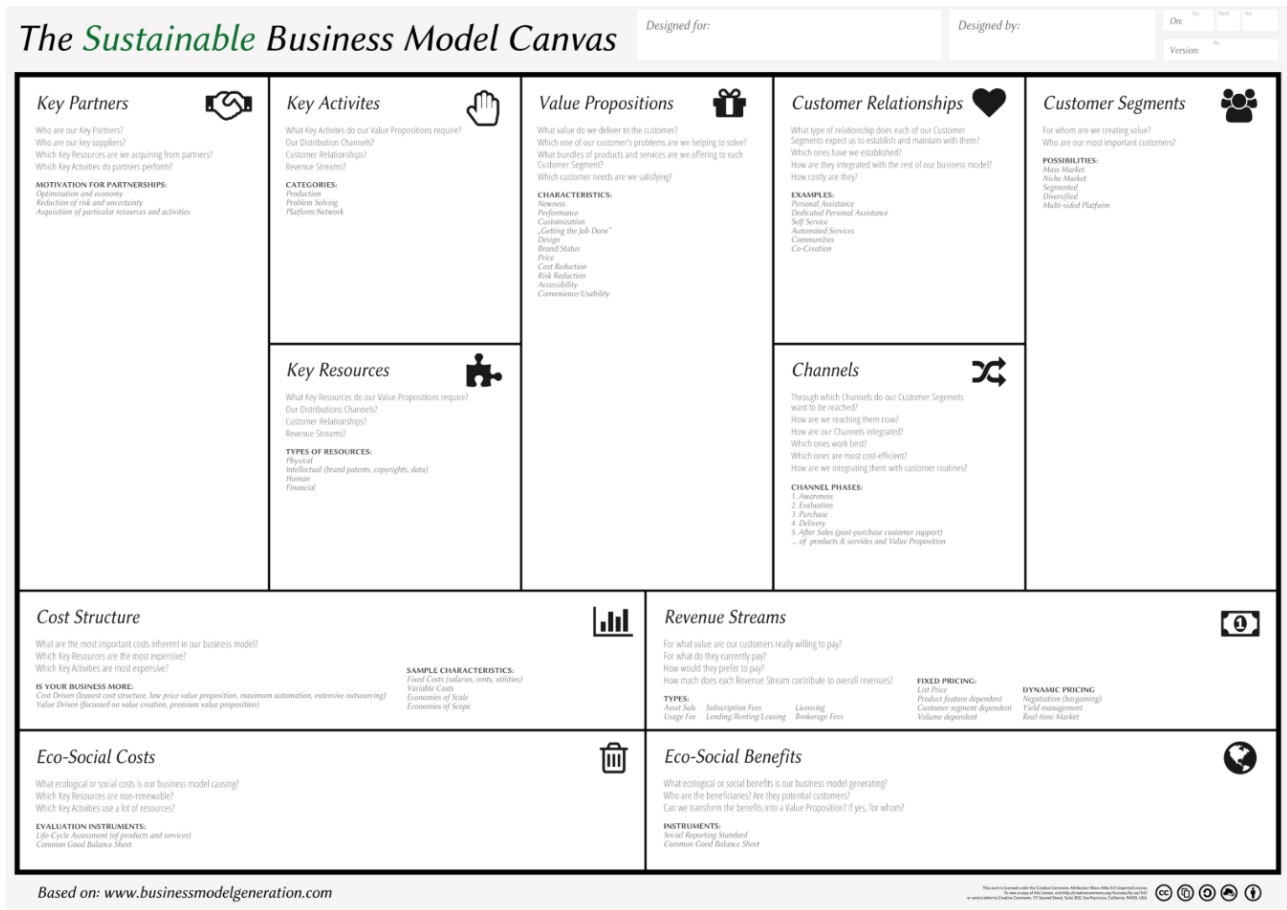 The Sustainable Business Model Canvas
Designed for:
Designed by:
On:
Day
Month
Year
Version:
No.
Key Partners
Who are our Key Partners?
Who are our key suppliers?
Which Key Resources are we acquiring from partners?
Which Key Activities do partners perform?
MOTIVATION FOR PARTNERSHIPS:
Optimization and economy
Reduction of risk and uncertainty
Aquisition of particular resources and activities
Key Activites
What Key Activites do our Value Propositions require?
Our Distribution Channels?
Customer Relationships?
Revenue Streams?
CATEGORIES:
Production
Problem Solving
Platform/Network
Key Resources
What Key Resources do our Value Propositions require?
Our Distributions Channels?
Customer Relationships?
Revenue Streams?
TYPES OF RESOURCES:
Physical
Intellectual (brand patents, copyrights, data)
Human
Financial
Value Propositions
What value do we deliver to the customer?
Which one of our customer's problems are we helping to solve?
What bundles of products and services are we offering to each
Customer Segment?
Which customer needs are we satisfying?
CHARACTERISTICS:
Newness
Performance
Customization
„Getting the Job Done"
Design
Brand/Status
Price
Cost Reduction
Risk Reduction
Accessibility
Convenience/Usability
Customer Relationships
What type of relationship does each of our Customer
Segments expect us to establish and maintain with them?
Which ones have we established?
How are they integrated with the rest of our business model?
How costly are they?
EXAMPLES:
Personal Assistance
Dedicated Personal Assistance
Self Service
Automated Services
Communities
Co-Creation
Channels
Through which Channels do our Customer Segemets
want to be reached?
How are we reaching them now?
How are our Channels integrated?
Which ones work best?
Which ones are most cost-efficient?
How are we integrating them with customer routines?
CHANNEL PHASES:
1. Awareness
2. Evaluation
3. Purchase
4. Delivery
5. After Sales (post-purchase customer support)
... of products & servides and Value Proposition
Customer Segments
For whom are we creating value?
Who are our most important customers?
POSSIBILITIES:
Mass Market
Niche Market
Segmented
Diversified
Multi-sided Platform
Cost Structure
What are the most important costs inherent in our business model?
Which Key Resources are the most expensive?
Which Key Activities are most expensive?
IS YOUR BUSINESS MORE:
Cost Driven (leanest cost structure, low price value proposition, maximum automation, extensive outsourcing)
Value Driven (focussed on value creation, premium value proposition)
SAMPLE CHARACTERISTICS:
Fixed Costs (salaries, rents, utilities)
Variable Costs
Economies of Scale
Economies of Scope
Revenue Streams
For what value are our customers really willing to pay?
For what do they currently pay?
How would they prefer to pay?
How much does each Revenue Stream contribute to overall revenues?
TYPES:
Asset Sale Subscription Fees Licensing
Usage Fee Lending/Renting/Leasing Brokerage Fees
FIXED PRICING:
List Price
Product feature dependent
Customer segment dependent
Volume dependent
DYNAMIC PRICING
Negotiation (bargaining)
Yield management
Real-time Market
Eco-Social Costs
What ecological or social costs is our business model causing?
Which Key Resources are non-renewable?
Which Key Activities use a lot of resources?
EVALUATION INSTRUMENTS:
Life-Cycle Assessment (of products and services)
Common Good Balance Sheet
Eco-Social Benefits
What ecological or social benefits is our business model generating?
Who are the beneficiaries? Are they potential customers?
Can we transform the benefits into a Value Proposition? If yes, for whom?
INSTRUMENTS:
Social Reporting Standard
Common Good Balance Sheet
Based on: www.businessmodelgeneration.com
This work is licensed under the Creative Commons Attribution-Share Alike 3.0 Unported License.